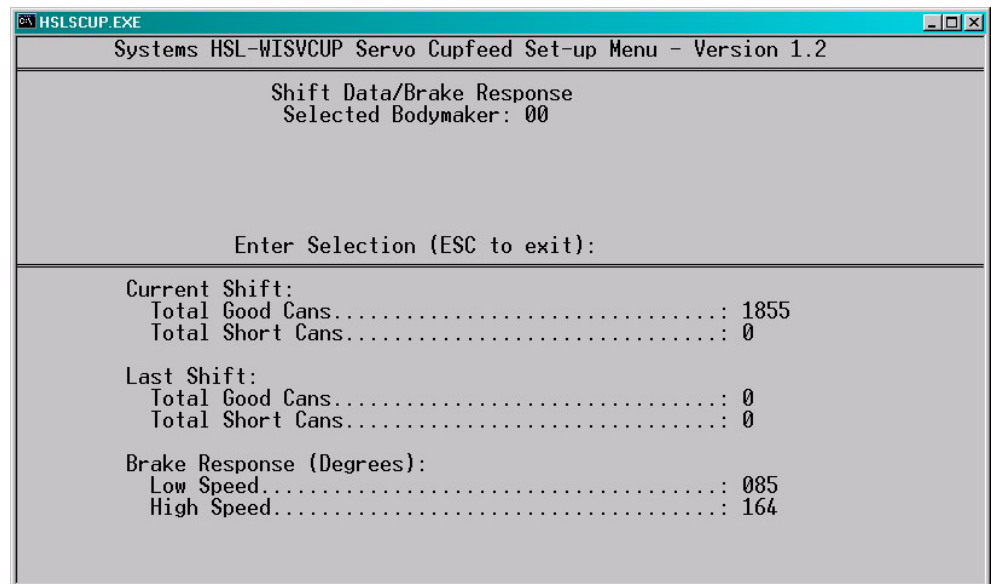 HSLSCUP.EXE
Systems HSL-WISVCUP Servo Cupfeed Set-up Menu - Version 1.2
Shift Data/Brake Response
Selected Bodymaker: 00
Enter Selection (ESC to exit):
Current Shift:
Total Good Cans................................: 1855
Total Short Cans...............................: 0
Last Shift:
Total Good Cans................................: 0
Total Short Cans...............................: 0
Brake Response (Degrees):
Low Speed......................................: 085
High Speed.....................................: 164